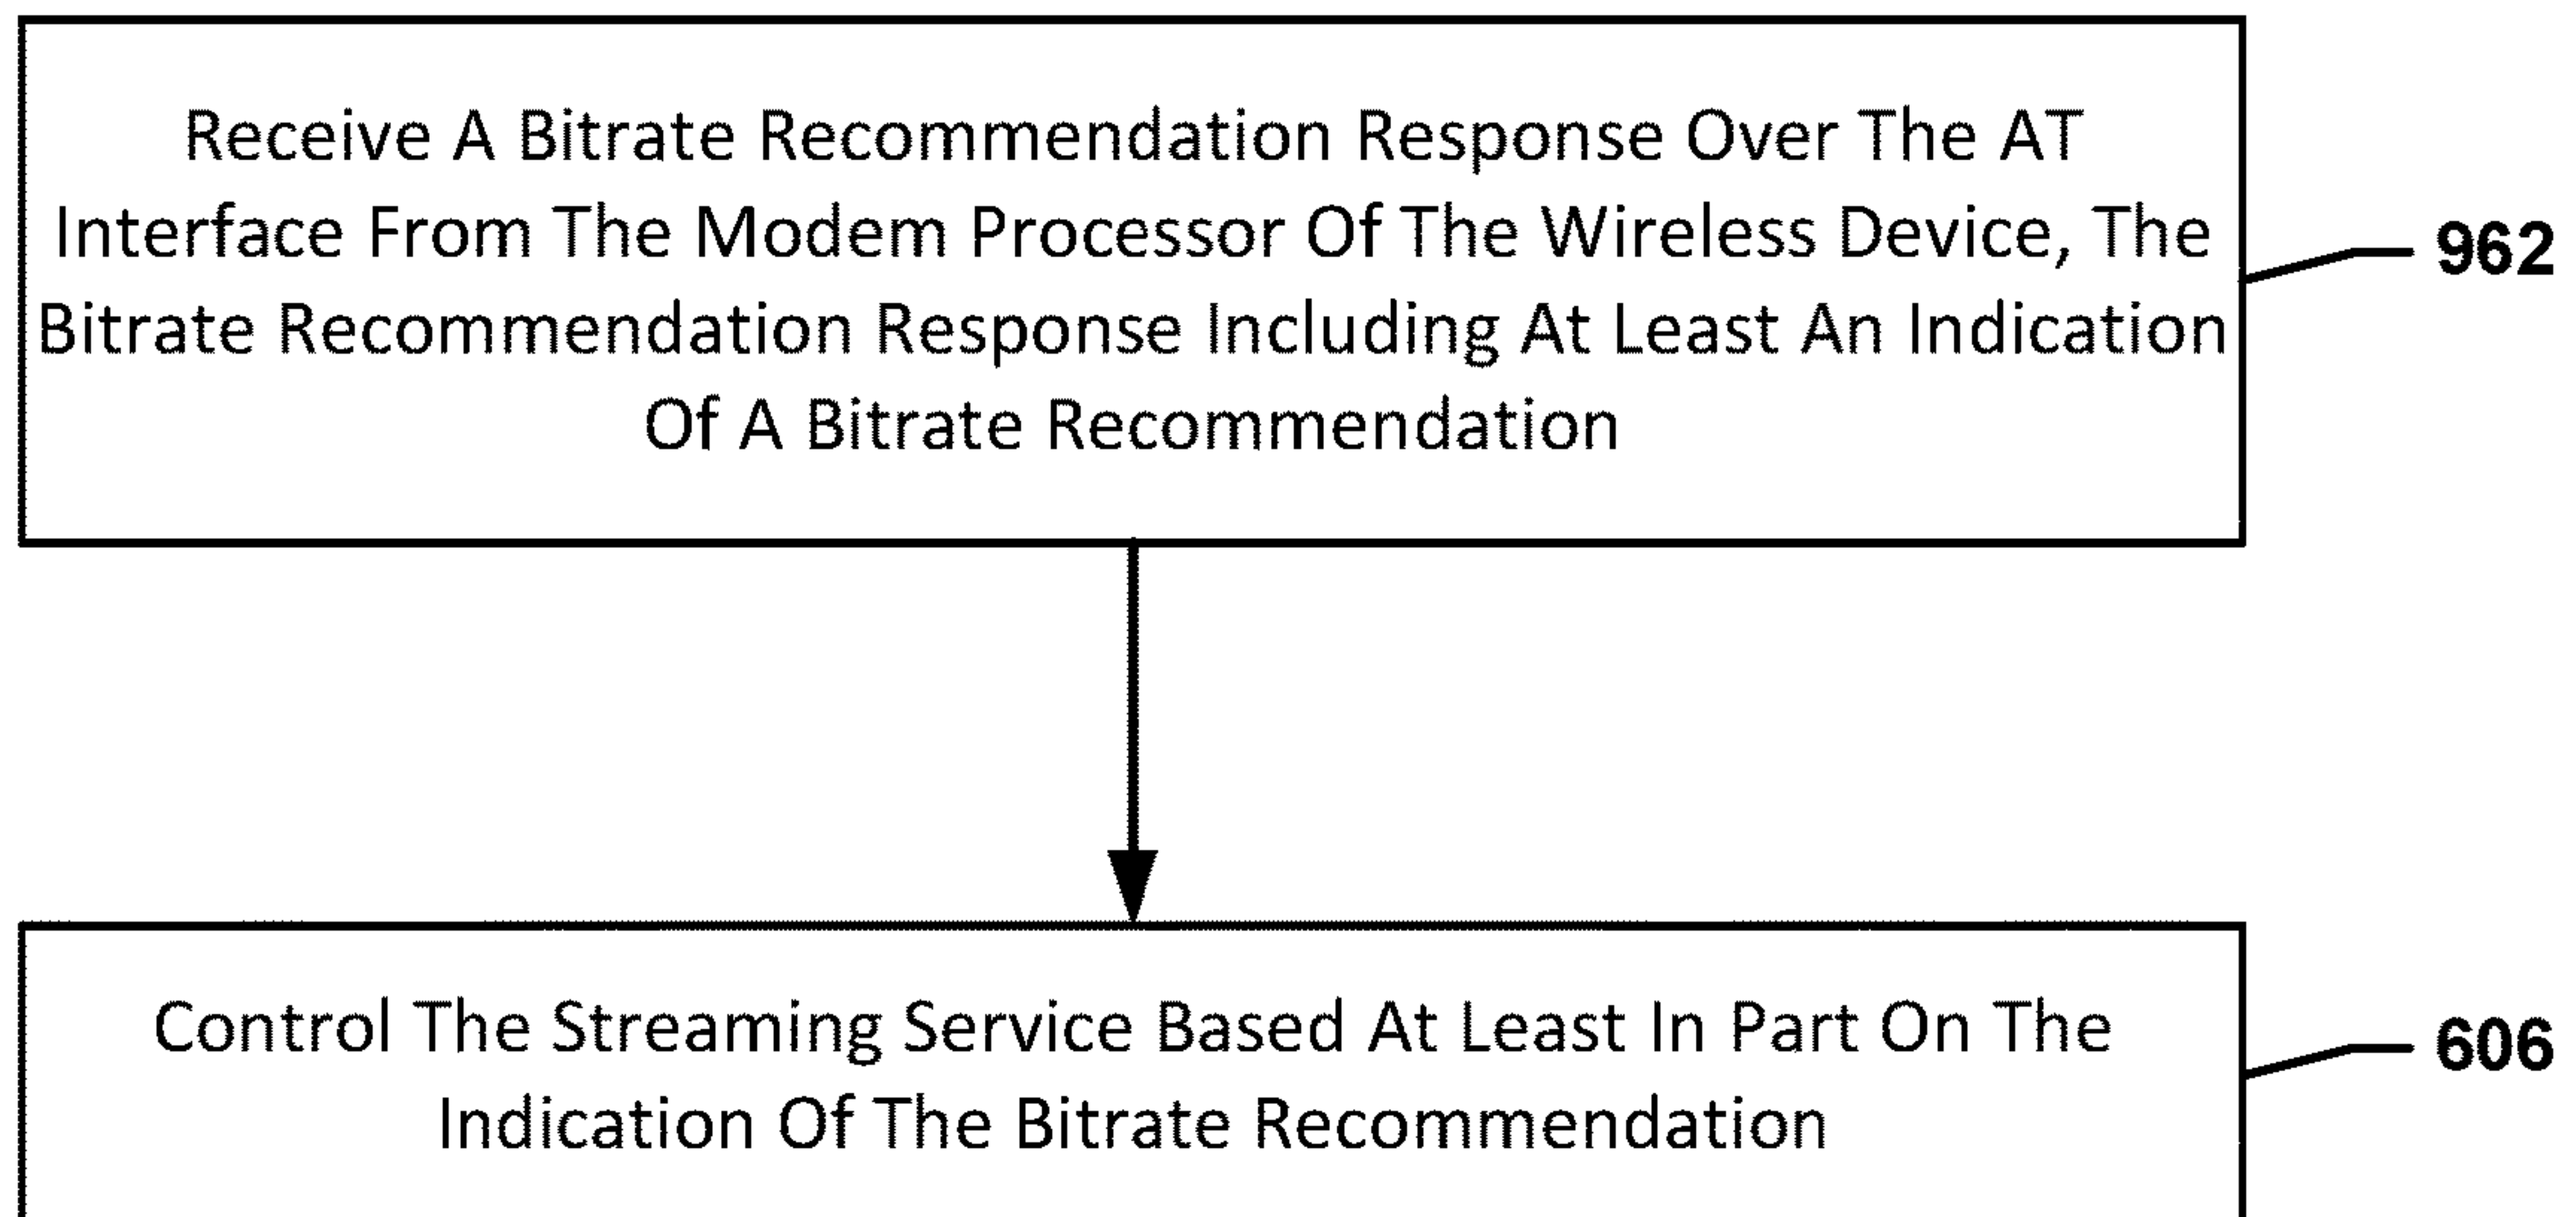 Receive A Bitrate Recommendation Response Over The AT
Interface From The Modem Processor Of The Wireless Device, The
Bitrate Recommendation Response Including At Least An Indication
Of A Bitrate Recommendation
962
Control The Streaming Service Based At Least In Part On The
Indication Of The Bitrate Recommendation
606